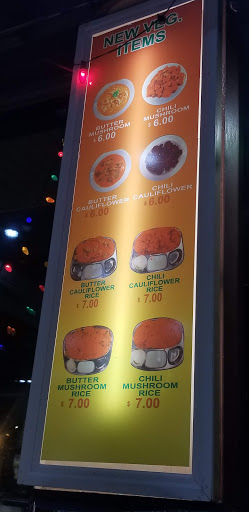 NEW VEG.
ITEMS
BUTTER
MUSHROOM
$ 6.00
CHILI
MUSHROOM
$ 6.00
BUTTER
CAULIFLOWER
$ 6.00
CHILI
CAULIFLOWER
$ 6.00
BUTTER
CAULIFLOWER
RICE
$ 7.00
CHILI
CAULIFLOWER
RICE
$ 7.00
BUTTER
MUSHROOM
RICE
$ 7.00
CHILI
MUSHROOM
RICE
$ 7.00